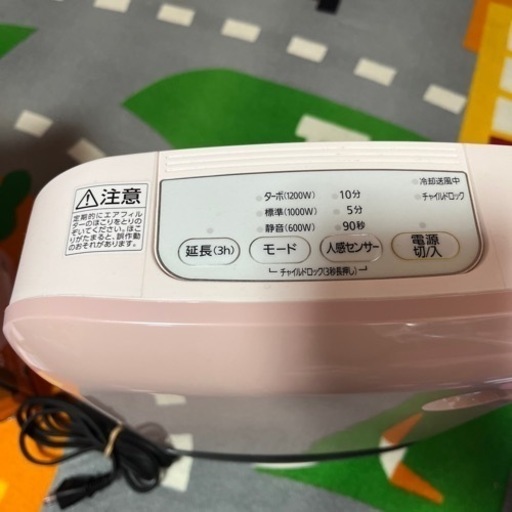 注意
定期的にエアフィル
ターのほこりをとりの
ぞいてください。ほこ
りがたまると、誤作動
のおそれがあります。
ターボ(1200W) 10分
標準(1000W) 5分
静音(600W) 90秒
冷却送風中
チャイルドロック
延長(3h) モード 人感センサー 電源
切/入
チャイルドロック(3秒長押し)